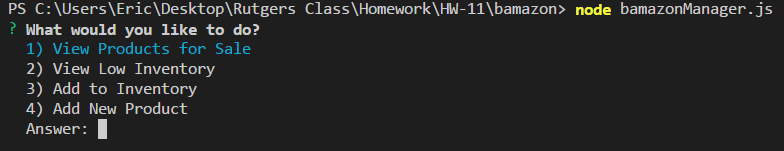 PS C:\Users\Eric\Desktop\Rutgers Class\Homework\HW-11\bamazon> node bamazonManager.js
? What would you like to do?
1) View Products for Sale
2) View Low Inventory
3) Add to Inventory
4) Add New Product
Answer: